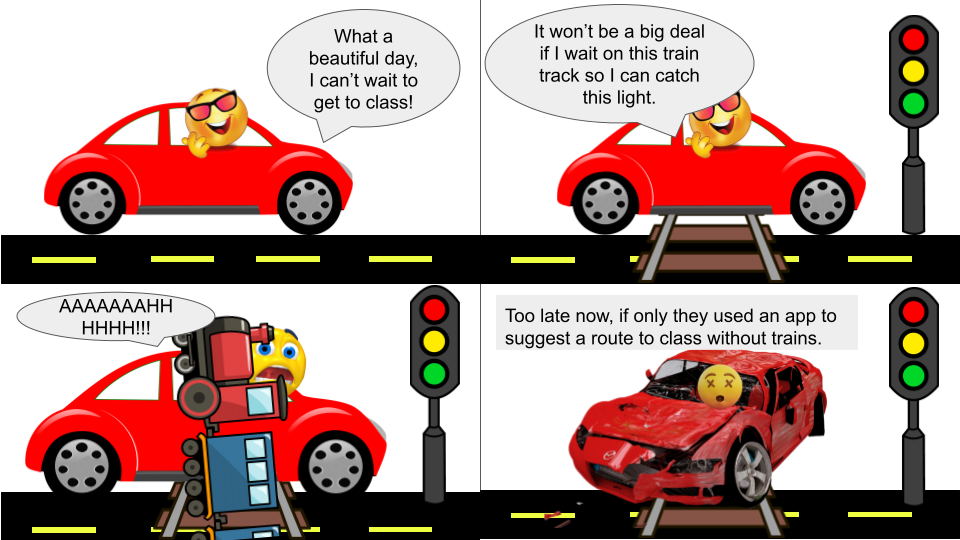 What a
beautiful day,
I can’t wait to
get to class!
It won’t be a big deal
if I wait on this train
track so I can catch
this light.
AAAAAAAHH
HHHH!!!
Too late now, if only they used an app to
suggest a route to class without trains.